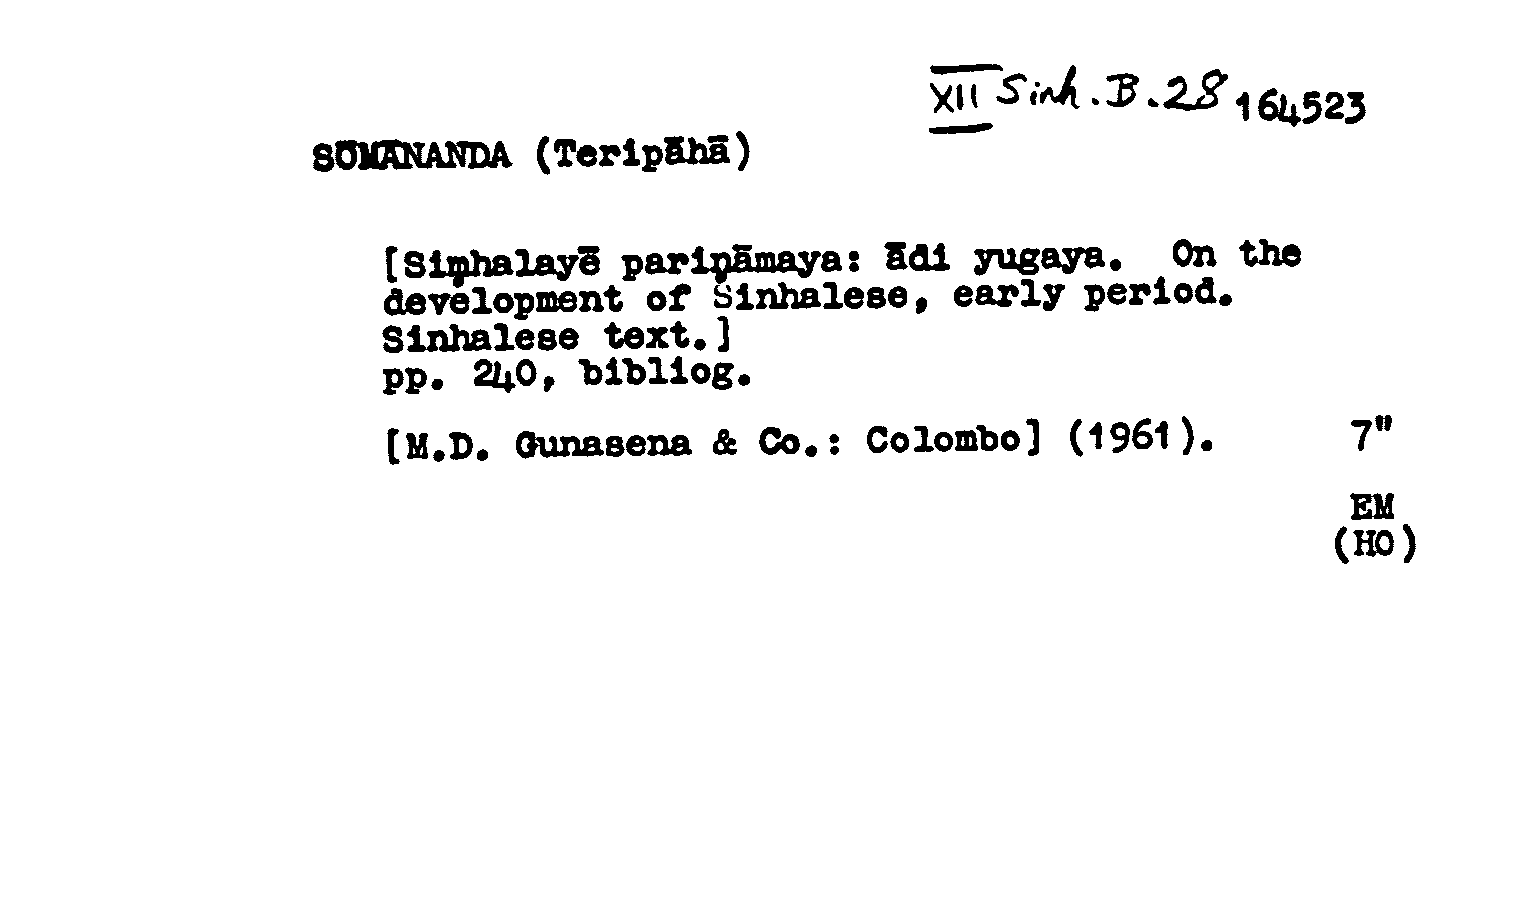 XII Sinh. B. 28 164523
SŌMĀNANDA (Teripāhā)
[Siṃhalayē pariṇāmaya: ādi yugaya. On the
development of Sinhalese, early period.
Sinhalese text.]
pp. 240, bibliog.
[M.D. Gunasena & Co.: Colombo] (1961). 7"
EM
(HO)